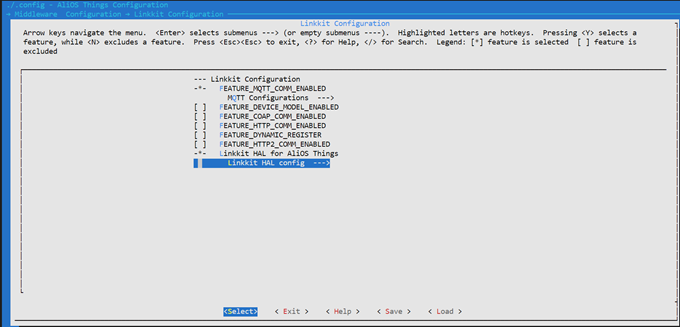 ./.config - AliOS Things Configuration
→ Middleware Configuration → Linkkit Configuration
Linkkit Configuration
Arrow keys navigate the menu. <Enter> selects submenus ---> (or empty submenus ----). Highlighted letters are hotkeys. Pressing <Y> selects a
feature, while <N> excludes a feature. Press <Esc><Esc> to exit, <?> for Help, </> for Search. Legend: [*] feature is selected [ ] feature is
excluded
--- Linkkit Configuration
-*- FEATURE_MQTT_COMM_ENABLED
MQTT Configurations --->
[ ] FEATURE_DEVICE_MODEL_ENABLED
[ ] FEATURE_COAP_COMM_ENABLED
[ ] FEATURE_HTTP_COMM_ENABLED
[ ] FEATURE_DYNAMIC_REGISTER
[ ] FEATURE_HTTP2_COMM_ENABLED
-*- Linkkit HAL for AliOS Things
Linkkit HAL config --->
<Select> < Exit > < Help > < Save > < Load >